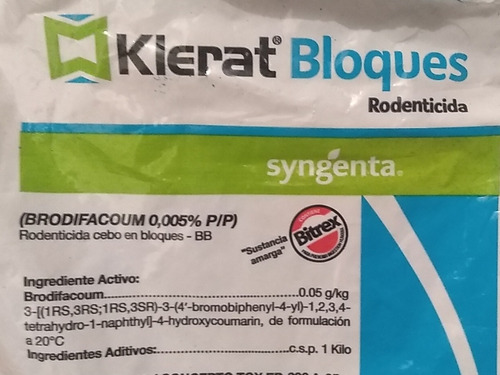 Klerat® Bloques
Rodenticida
syngenta®
(BRODIFACOUM 0,005% P/P)
Rodenticida cebo en bloques - BB
"Sustancia
amarga"
CONTIENE
Bitrex
Ingrediente Activo:
Brodifacoum.....................................................0.05 g/kg
3-[(1RS,3RS;1RS,3SR)-3-(4'-bromobiphenyl-4-yl)-1,2,3,4-
tetrahydro-1-naphthyl]-4-hydroxycoumarin, de formulación
a 20°C
Ingredientes Aditivos:.......................................c.s.p. 1 Kilo